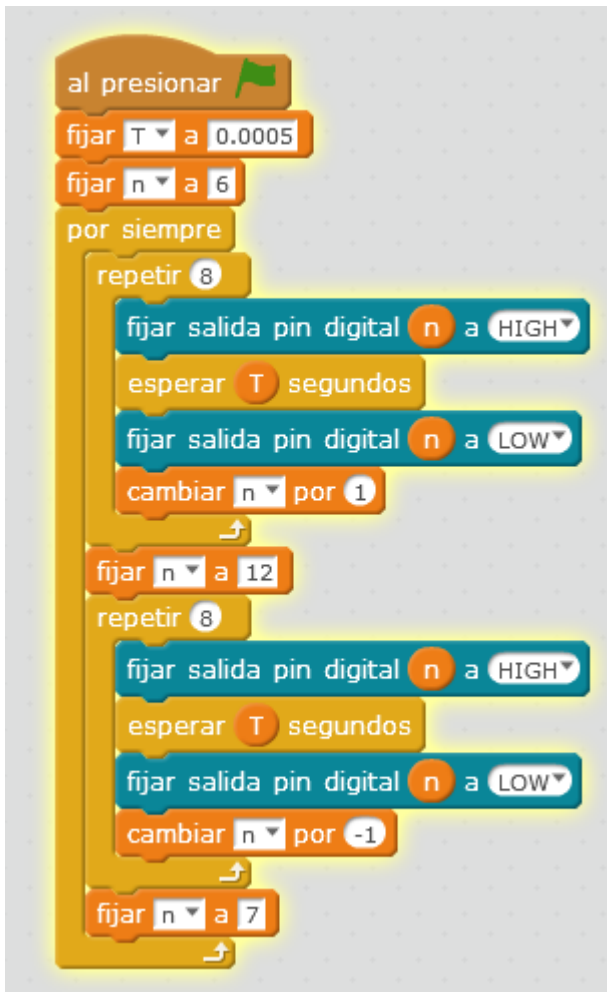 al presionar
fijar T a 0.0005
fijar n a 6
por siempre
repetir 8
fijar salida pin digital n a HIGH
esperar T segundos
fijar salida pin digital n a LOW
cambiar n por 1
fijar n a 12
repetir 8
fijar salida pin digital n a HIGH
esperar T segundos
fijar salida pin digital n a LOW
cambiar n por -1
fijar n a 7